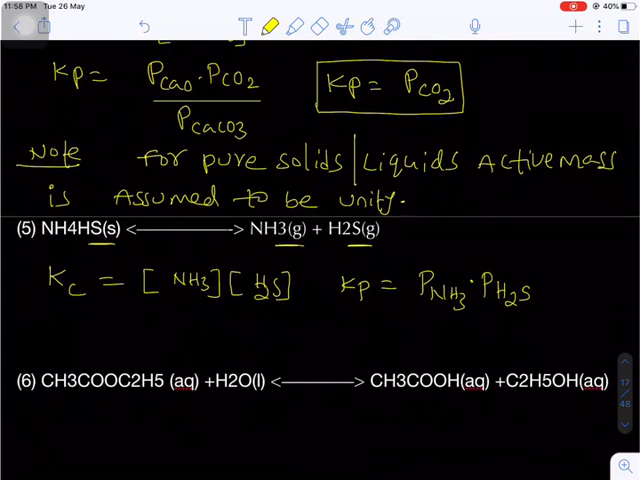 11:58 PM Tue 26 May
40%
Kp = PCaO · PCO2
PCaCO3
Kp = PCO2
Note for pure solids | Liquids Active mass
is Assumed to be unity.
(5) NH4HS(s) <--------------> NH3(g) + H2S(g)
Kc = [NH3][H2S] Kp = PNH3 · PH2S
(6) CH3COOC2H5 (aq) +H2O(l) <-----------> CH3COOH(aq) +C2H5OH(aq)
17
48